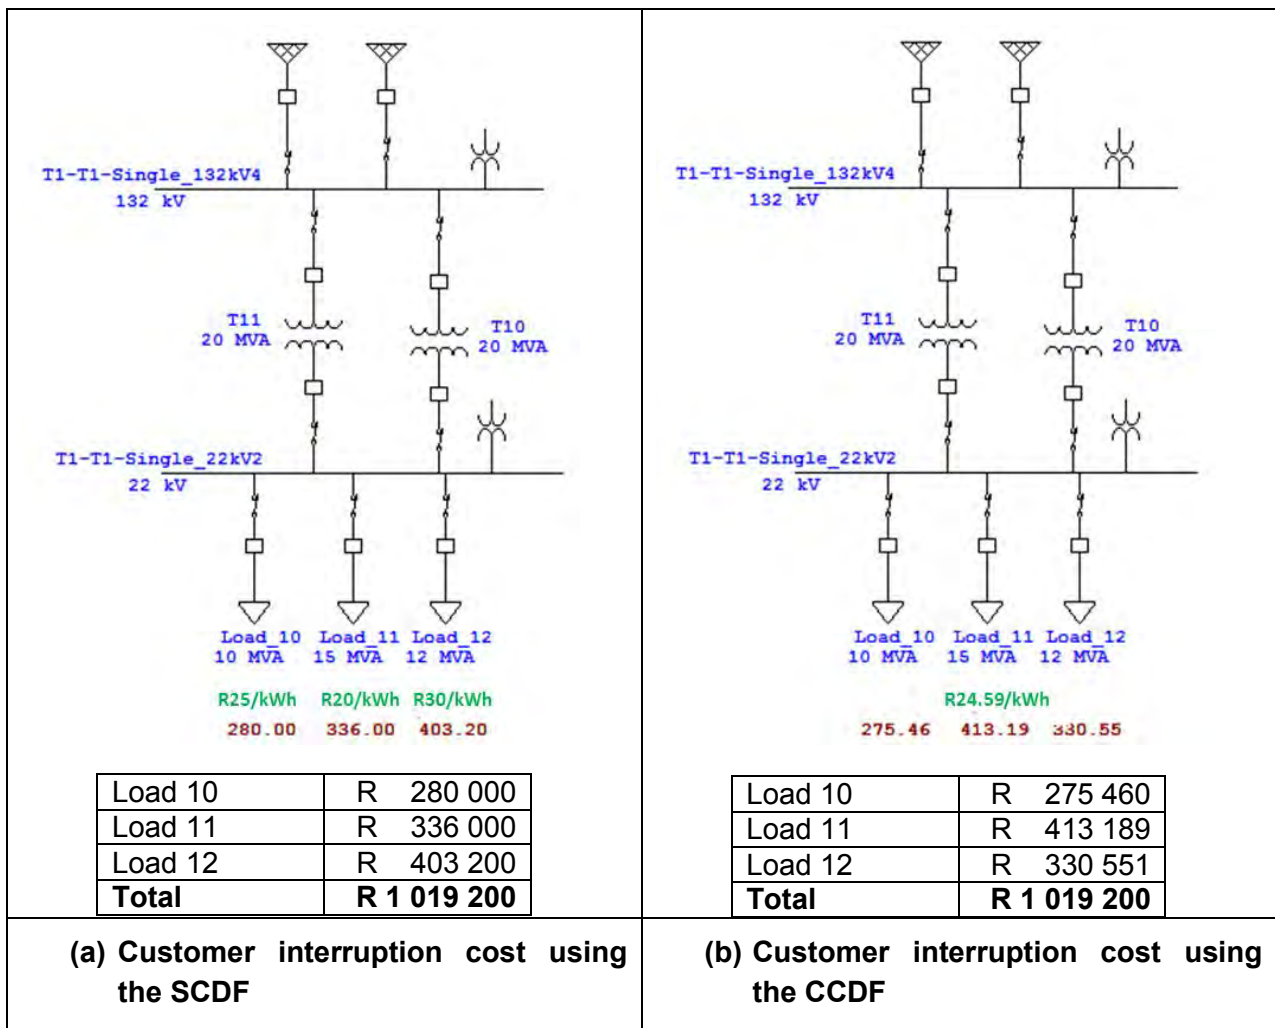 T1-T1-Single_132kV4
132 kV
T11
20 MVA
T10
20 MVA
T1-T1-Single_22kV2
22 kV
Load_10 Load_11 Load_12
10 MVA 15 MVA 12 MVA
R25/kWh R20/kWh R30/kWh
280.00 336.00 403.20
Load 10 R 280 000
Load 11 R 336 000
Load 12 R 403 200
Total R 1 019 200
(a) Customer interruption cost using
the SCDF
T1-T1-Single_132kV4
132 kV
T11
20 MVA
T10
20 MVA
T1-T1-Single_22kV2
22 kV
Load_10 Load_11 Load_12
10 MVA 15 MVA 12 MVA
R24.59/kWh
275.46 413.19 330.55
Load 10 R 275 460
Load 11 R 413 189
Load 12 R 330 551
Total R 1 019 200
(b) Customer interruption cost using
the CCDF